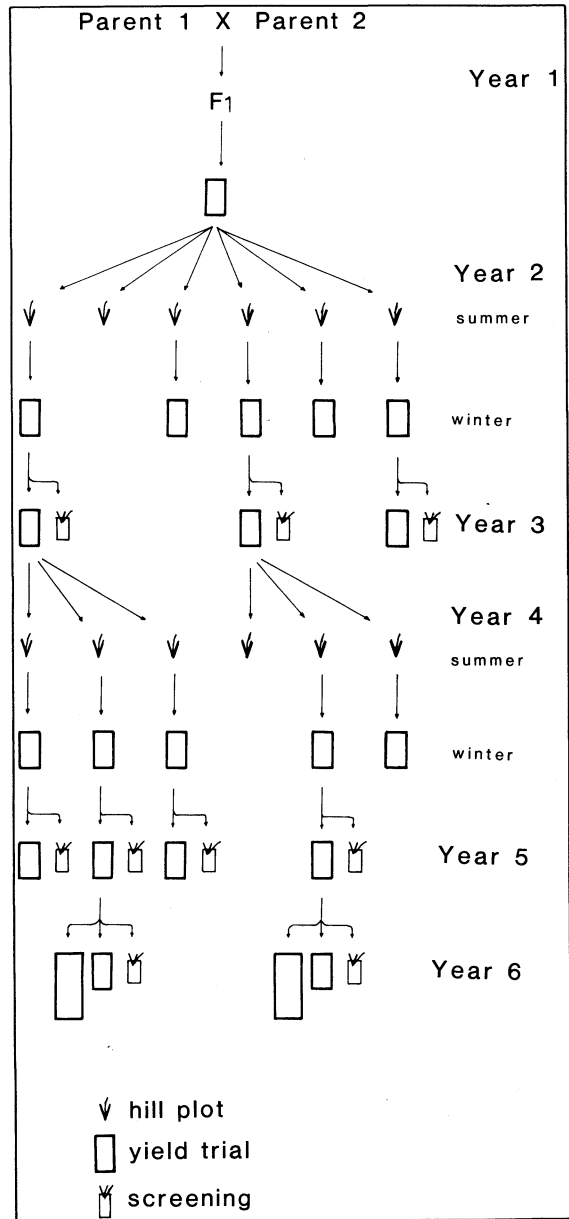 Parent 1 X Parent 2
Year 1
F1
Year 2
summer
winter
Year 3
Year 4
summer
winter
Year 5
Year 6
hill plot
yield trial
screening